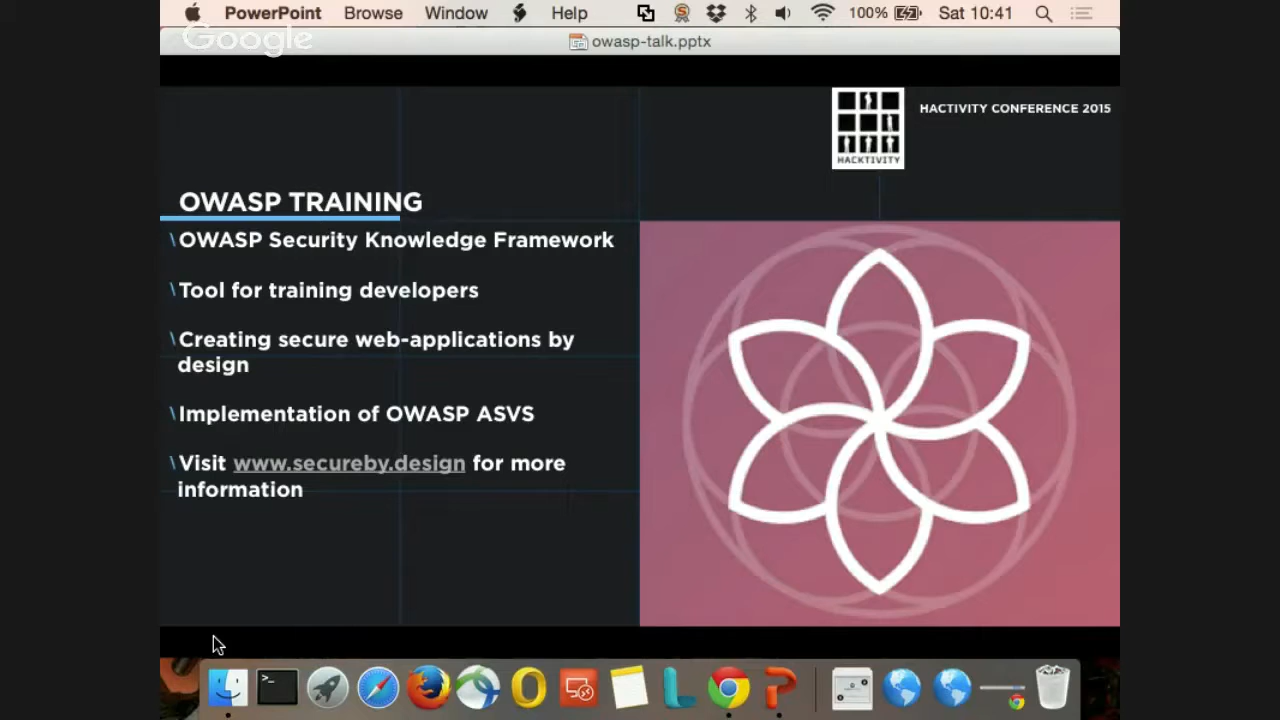 PowerPoint Browse Window Help 100% Sat 10:41
Google
owasp-talk.pptx
HACTIVITY CONFERENCE 2015
HACKTIVITY
OWASP TRAINING
\OWASP Security Knowledge Framework
\Tool for training developers
\Creating secure web-applications by
design
\Implementation of OWASP ASVS
\Visit www.secureby.design for more
information